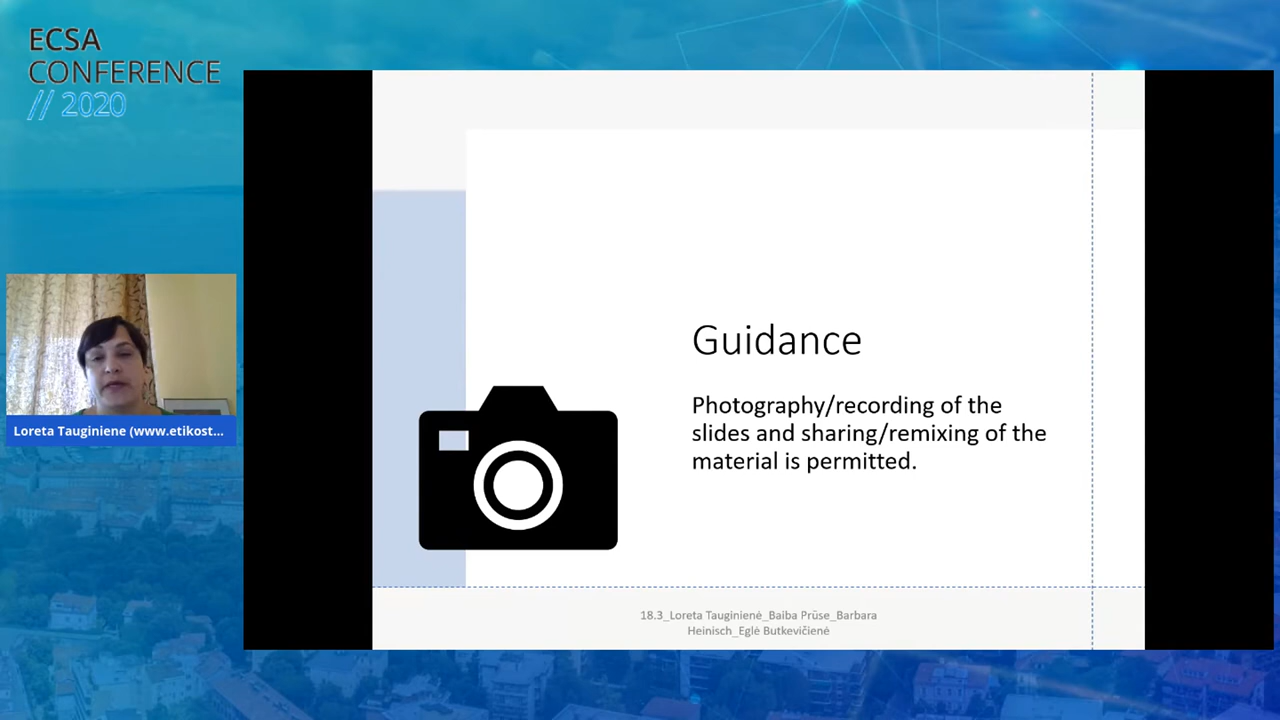 ECSA
CONFERENCE
// 2020
Loreta Tauginiene (www.etikost...
Guidance
Photography/recording of the
slides and sharing/remixing of the
material is permitted.
18.3_Loreta Tauginienė_Baiba Prūse_Barbara
Heinisch_Eglė Butkevičienė